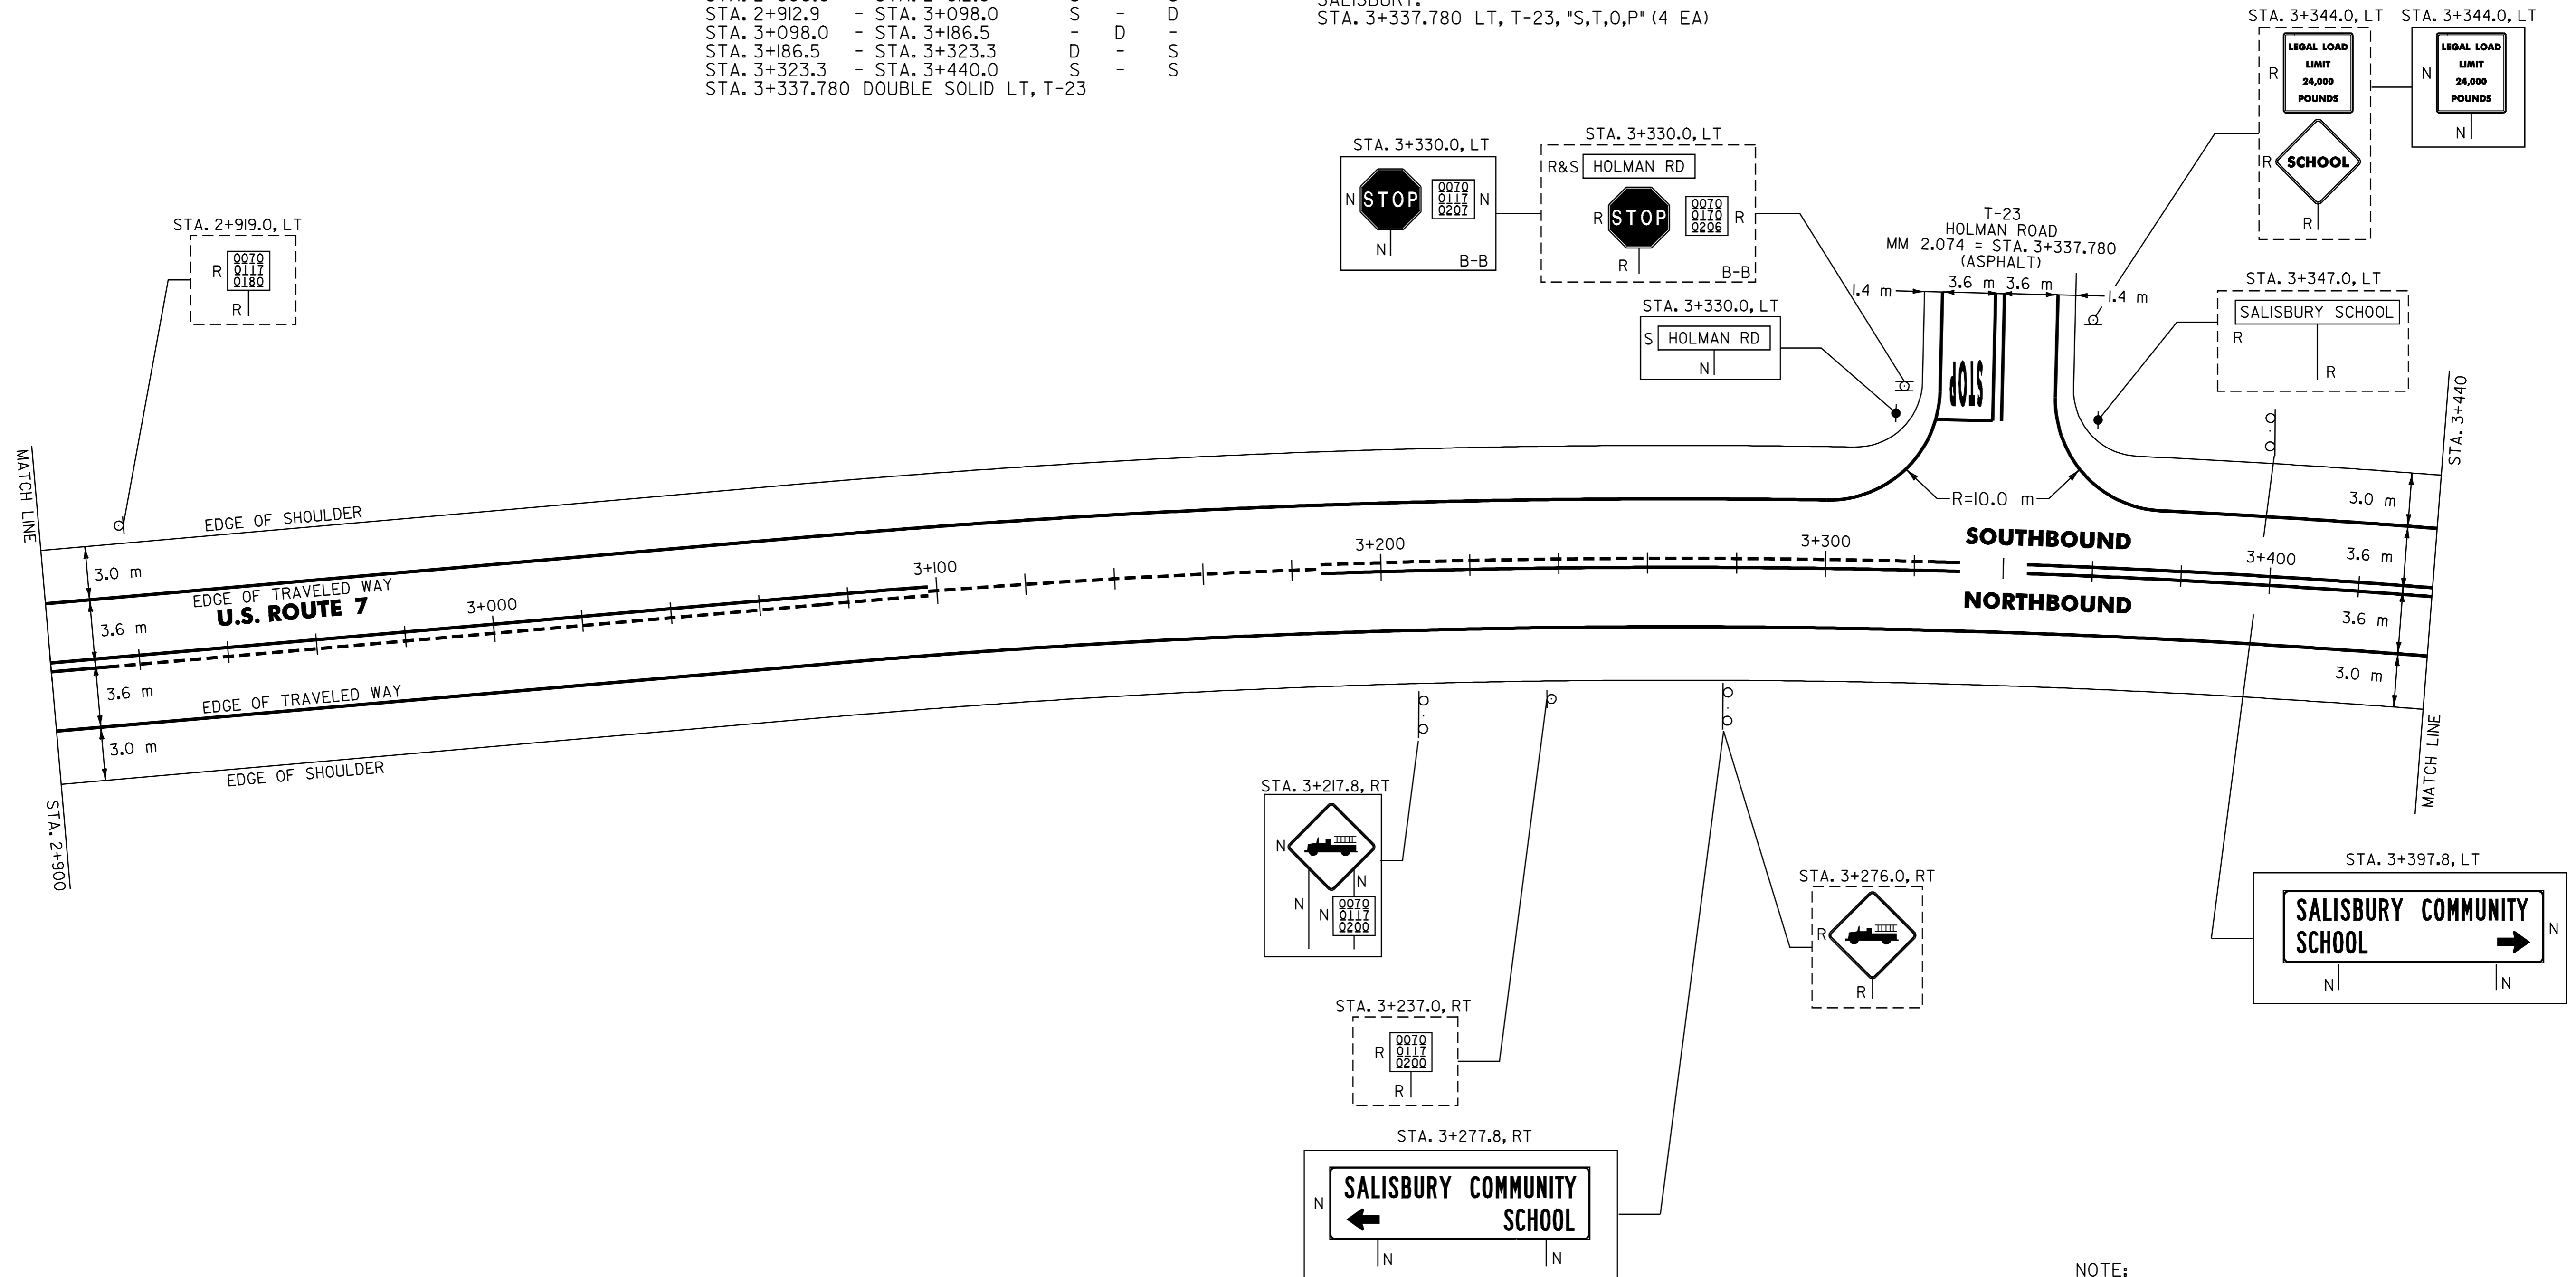 STA. 2+912.9 - STA. 3+098.0 S - D
STA. 3+098.0 - STA. 3+186.5 - D -
STA. 3+186.5 - STA. 3+323.3 D - S
STA. 3+323.3 - STA. 3+440.0 S - S
STA. 3+337.780 DOUBLE SOLID LT, T-23
SALISBURY:
STA. 3+337.780 LT, T-23, "S,T,O,P" (4 EA)
STA. 3+344.0, LT
R
LEGAL LOAD
LIMIT
24,000
POUNDS
R
SCHOOL
R
STA. 3+344.0, LT
N
LEGAL LOAD
LIMIT
24,000
POUNDS
N
STA. 3+330.0, LT
N STOP
0070
0117
0207
N
N
B-B
STA. 3+330.0, LT
R&S HOLMAN RD
R STOP
0070
0170
0206
R
R
B-B
T-23
HOLMAN ROAD
MM 2.074 = STA. 3+337.780
(ASPHALT)
1.4 m
3.6 m
3.6 m
1.4 m
STA. 3+330.0, LT
S HOLMAN RD
N
STA. 3+347.0, LT
SALISBURY SCHOOL
R
R
STA. 2+919.0, LT
R
0070
0117
0180
R
STOP
R=10.0 m
MATCH LINE
STA. 2+900
EDGE OF SHOULDER
3.0 m
EDGE OF TRAVELED WAY
U.S. ROUTE 7
3.6 m
3.6 m
EDGE OF TRAVELED WAY
3.0 m
EDGE OF SHOULDER
3+000
3+100
3+200
3+300
3+400
SOUTHBOUND
NORTHBOUND
STA. 3+440
3.0 m
3.6 m
3.6 m
3.0 m
MATCH LINE
STA. 3+217.8, RT
N
N
N
N
0070
0117
0200
STA. 3+237.0, RT
R
0070
0117
0200
R
STA. 3+276.0, RT
R
R
STA. 3+277.8, RT
N
SALISBURY COMMUNITY
SCHOOL
N
N
STA. 3+397.8, LT
SALISBURY COMMUNITY
SCHOOL
N
N
N
NOTE: